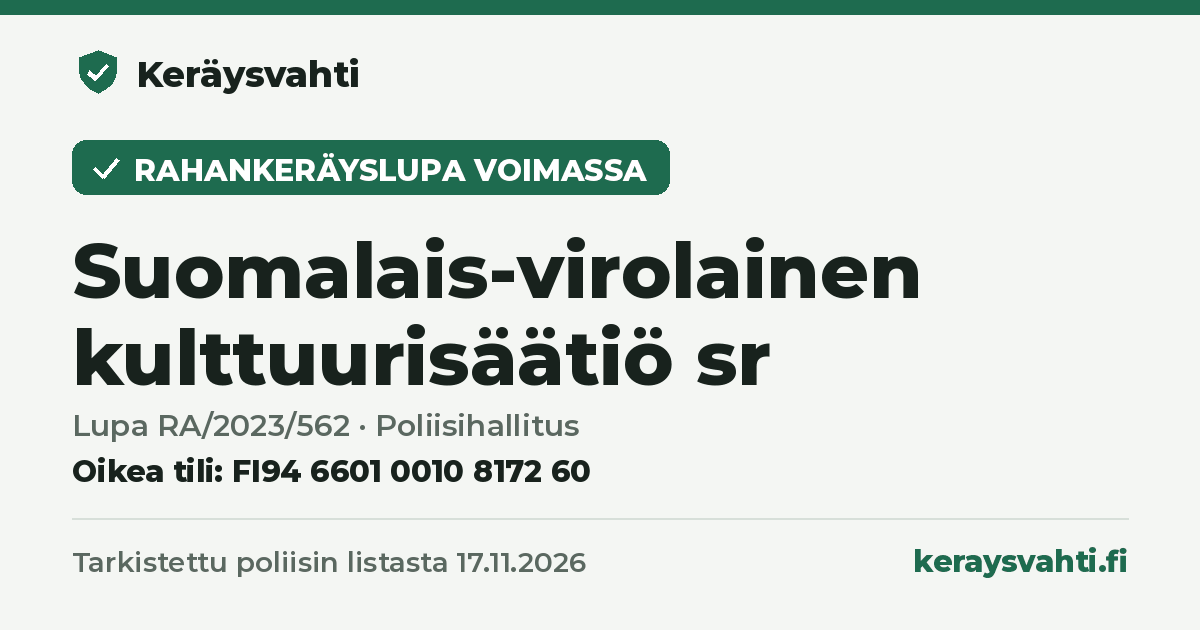 Keräysvahti
RAHANKERÄYSLUPA VOIMASSA
Suomalais-virolainen
kulttuurisäätiö sr
Lupa RA/2023/562 · Poliisihallitus
Oikea tili: FI94 6601 0010 8172 60
Tarkistettu poliisin listasta 17.11.2026
keraysvahti.fi